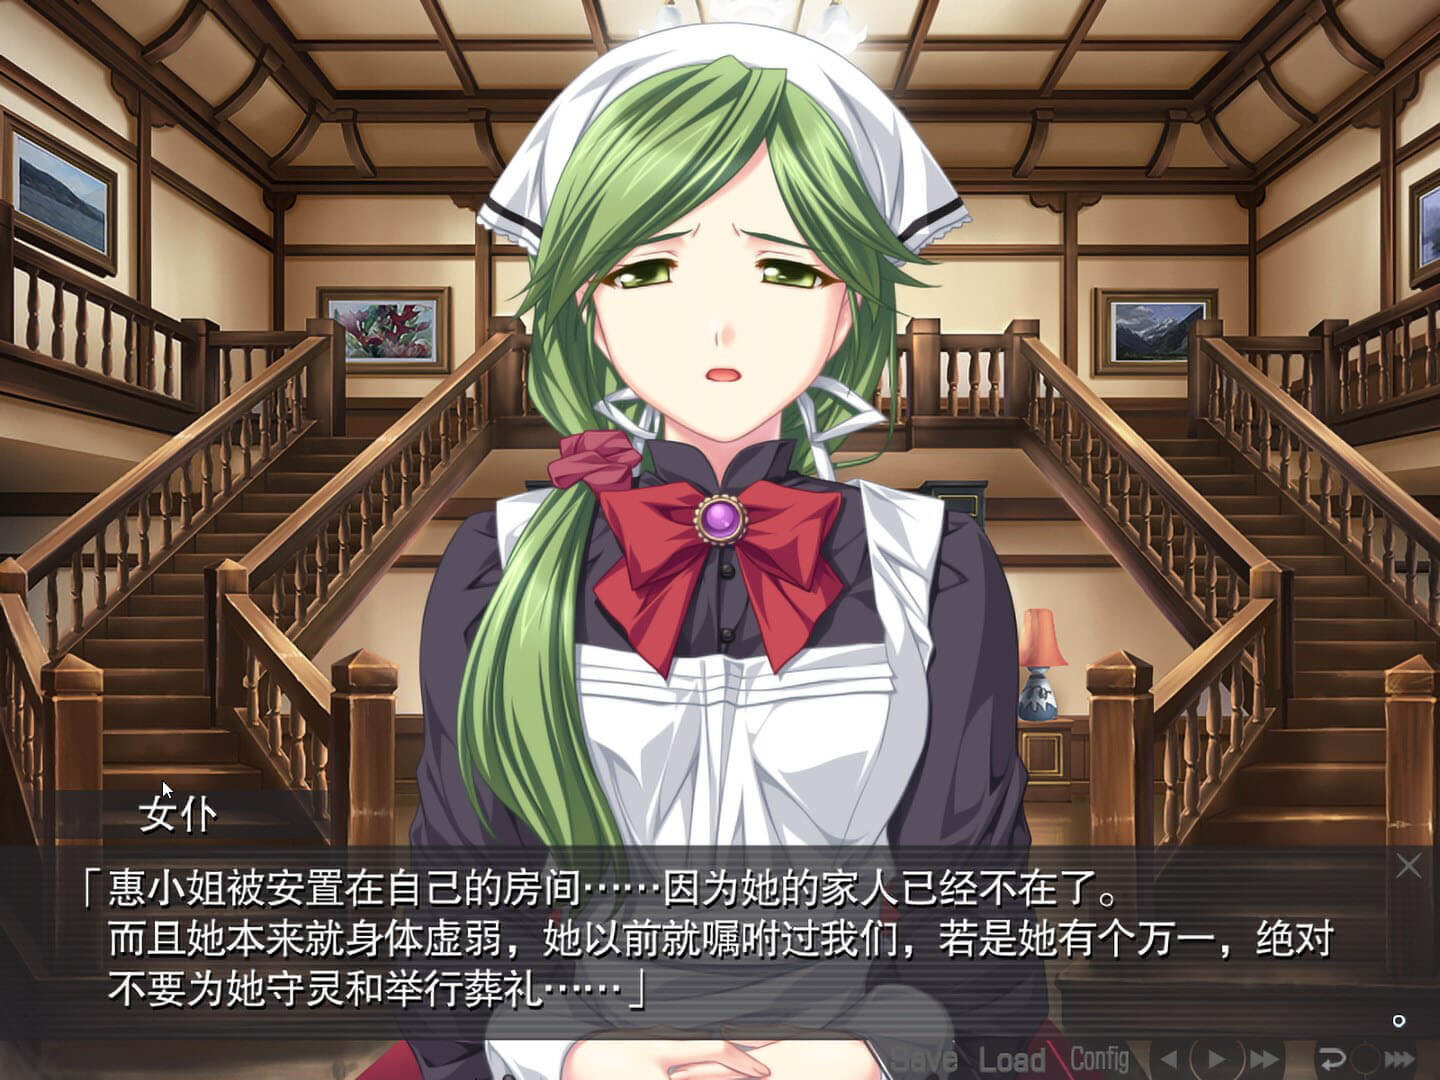 女仆
「惠小姐被安置在自己的房间……因为她的家人已经不在了。
而且她本来就身体虚弱，她以前就嘱咐过我们，若是她有个万一，绝对
不要为她守灵和举行葬礼……」
Save Load Config